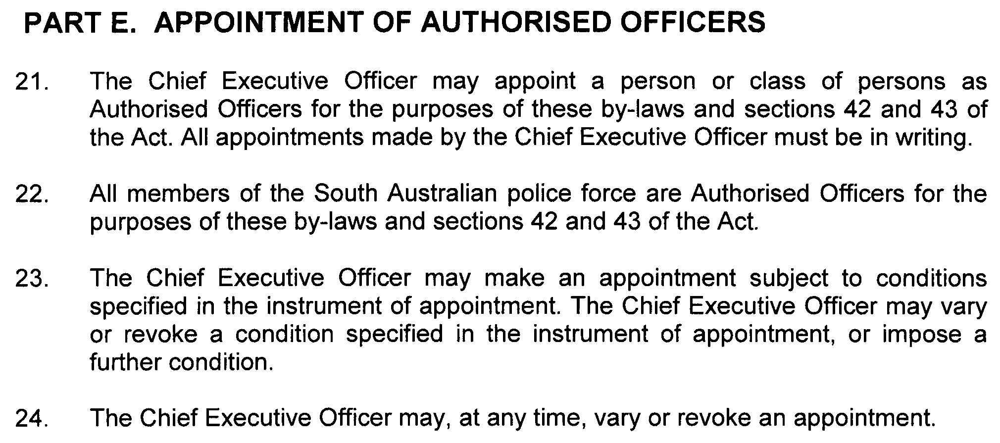 PART E. APPOINTMENT OF AUTHORISED OFFICERS
21. The Chief Executive Officer may appoint a person or class of persons as
Authorised Officers for the purposes of these by-laws and sections 42 and 43 of
the Act. All appointments made by the Chief Executive Officer must be in writing.
22. All members of the South Australian police force are Authorised Officers for the
purposes of these by-laws and sections 42 and 43 of the Act.
23. The Chief Executive Officer may make an appointment subject to conditions
specified in the instrument of appointment. The Chief Executive Officer may vary
or revoke a condition specified in the instrument of appointment, or impose a
further condition.
24. The Chief Executive Officer may, at any time, vary or revoke an appointment.